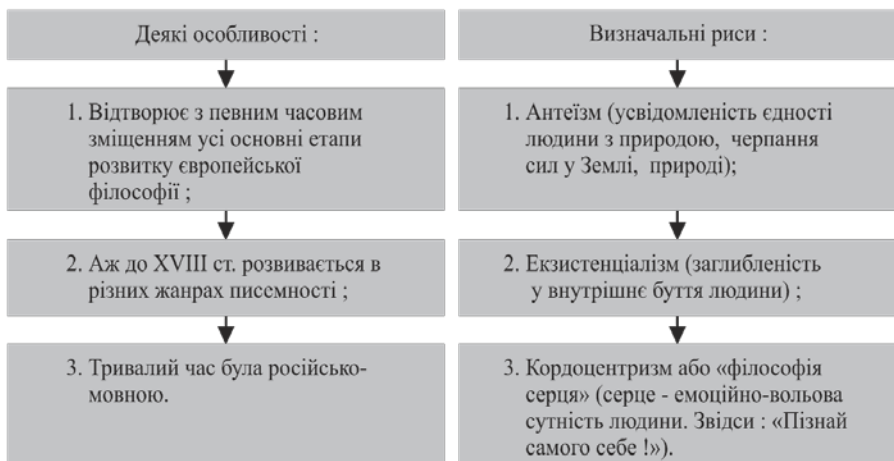 Деякі особливості :
1. Відтворює з певним часовим
зміщенням усі основні етапи
розвитку європейської
філософії ;
2. Аж до XVIII ст. розвивається в
різних жанрах писемності ;
3. Тривалий час була російсько-
мовною.
Визначальні риси :
1. Антеїзм (усвідомленість єдності
людини з природою, черпання
сил у Землі, природі);
2. Екзистенціалізм (заглибленість
у внутрішнє буття людини) ;
3. Кордоцентризм або «філософія
серця» (серце - емоційно-вольова
сутність людини. Звідси : «Пізнай
самого себе !»).